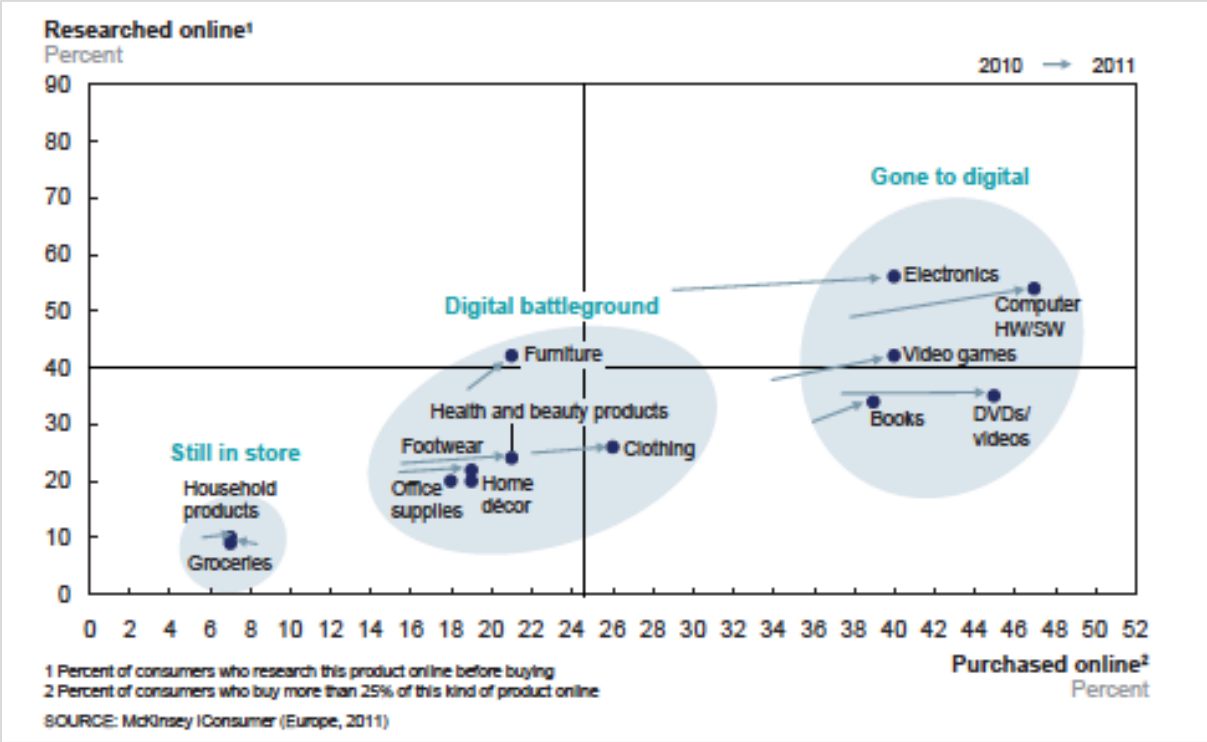 Researched online¹
Percent
2010 → 2011
90
80
70
60
50
40
30
20
10
0
Gone to digital
Electronics
Computer
HW/SW
Video games
Books
DVDs/
videos
Digital battleground
Furniture
Health and beauty products
Footwear
Clothing
Office
supplies
Home
décor
Still in store
Household
products
Groceries
0 2 4 6 8 10 12 14 16 18 20 22 24 26 28 30 32 34 36 38 40 42 44 46 48 50 52
Purchased online²
Percent
1 Percent of consumers who research this product online before buying
2 Percent of consumers who buy more than 25% of this kind of product online
SOURCE: McKinsey iConsumer (Europe, 2011)